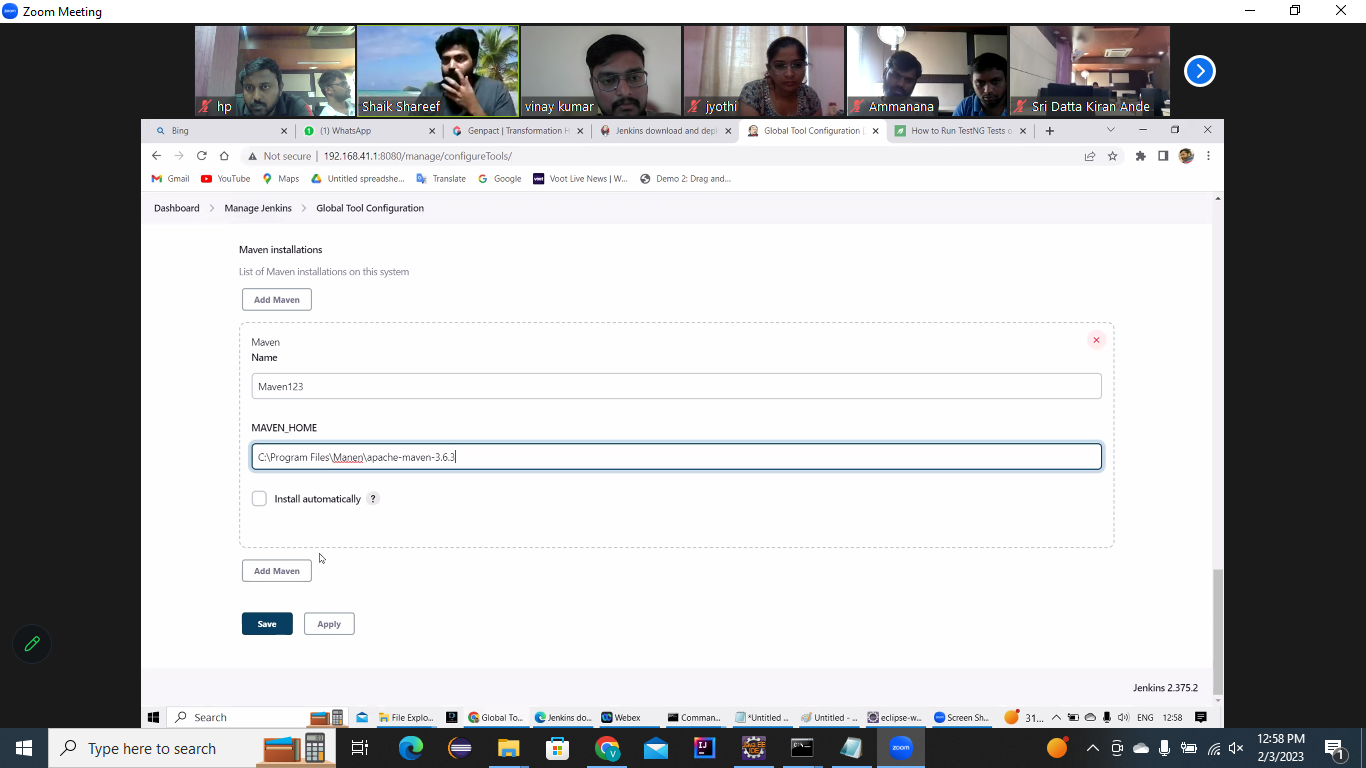 Zoom Meeting
hp
Shaik Shareef
vinay kumar
jyothi
Ammanana
Sri Datta Kiran Ande
Bing
(1) WhatsApp
Genpact | Transformation H
Jenkins download and depl
Global Tool Configuration |
How to Run TestNG Tests o
Not secure | 192.168.41.1:8080/manage/configureTools/
Gmail
YouTube
Maps
Untitled spreadshe...
Translate
Google
Voot Live News | W...
Demo 2: Drag and...
Dashboard > Manage Jenkins > Global Tool Configuration
Maven installations
List of Maven installations on this system
Add Maven
Maven
Name
Maven123
MAVEN_HOME
C:\Program Files\Manen\apache-maven-3.6.3
Install automatically ?
Add Maven
Save
Apply
Jenkins 2.375.2
Search
File Explo...
Global To...
Jenkins do...
Webex
Comman...
*Untitled ...
Untitled - ...
eclipse-w...
Screen Sh...
31...
ENG
12:58
Type here to search
zoom
12:58 PM
2/3/2023
1